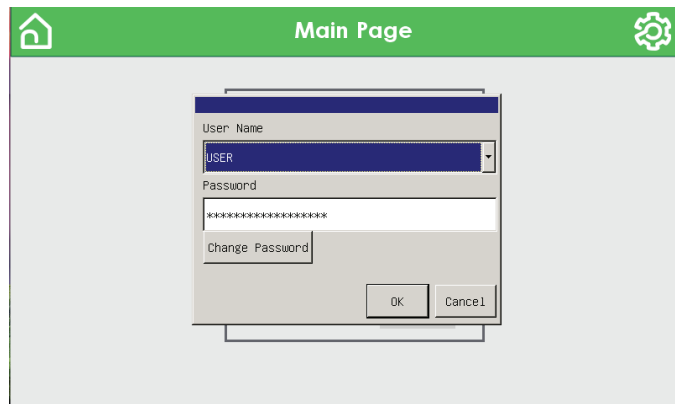 Main Page
User Name
USER
Password
******************
Change Password
OK
Cancel